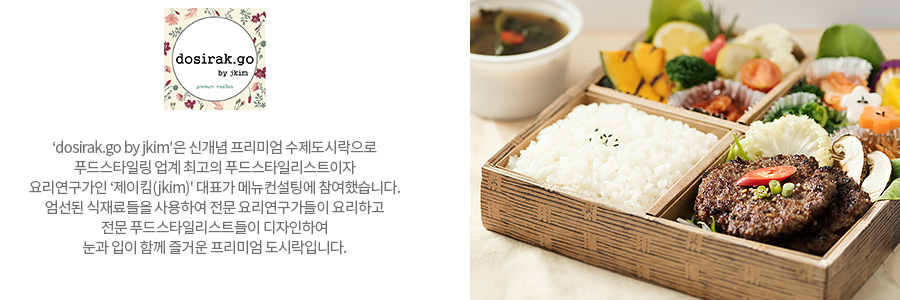 dosirak.go
by jkim
premium mealbox
‘dosirak.go by jkim'은 신개념 프리미엄 수제도시락으로
푸드스타일링 업계 최고의 푸드스타일리스트이자
요리연구가인 ‘제이킴(jkim)' 대표가 메뉴컨설팅에 참여했습니다.
엄선된 식재료들을 사용하여 전문 요리연구가들이 요리하고
전문 푸드스타일리스트들이 디자인하여
눈과 입이 함께 즐거운 프리미엄 도시락입니다.